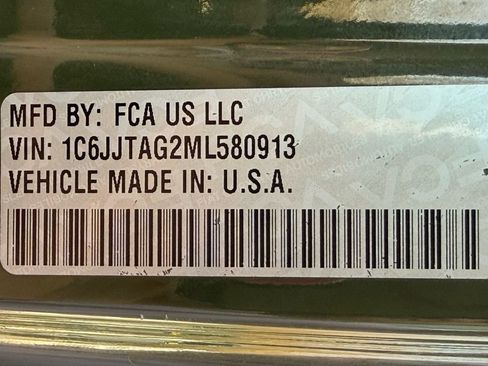 MFD BY: FCA US LLC
VIN: 1C6JJTAG2ML580913
VEHICLE MADE IN: U.S.A.